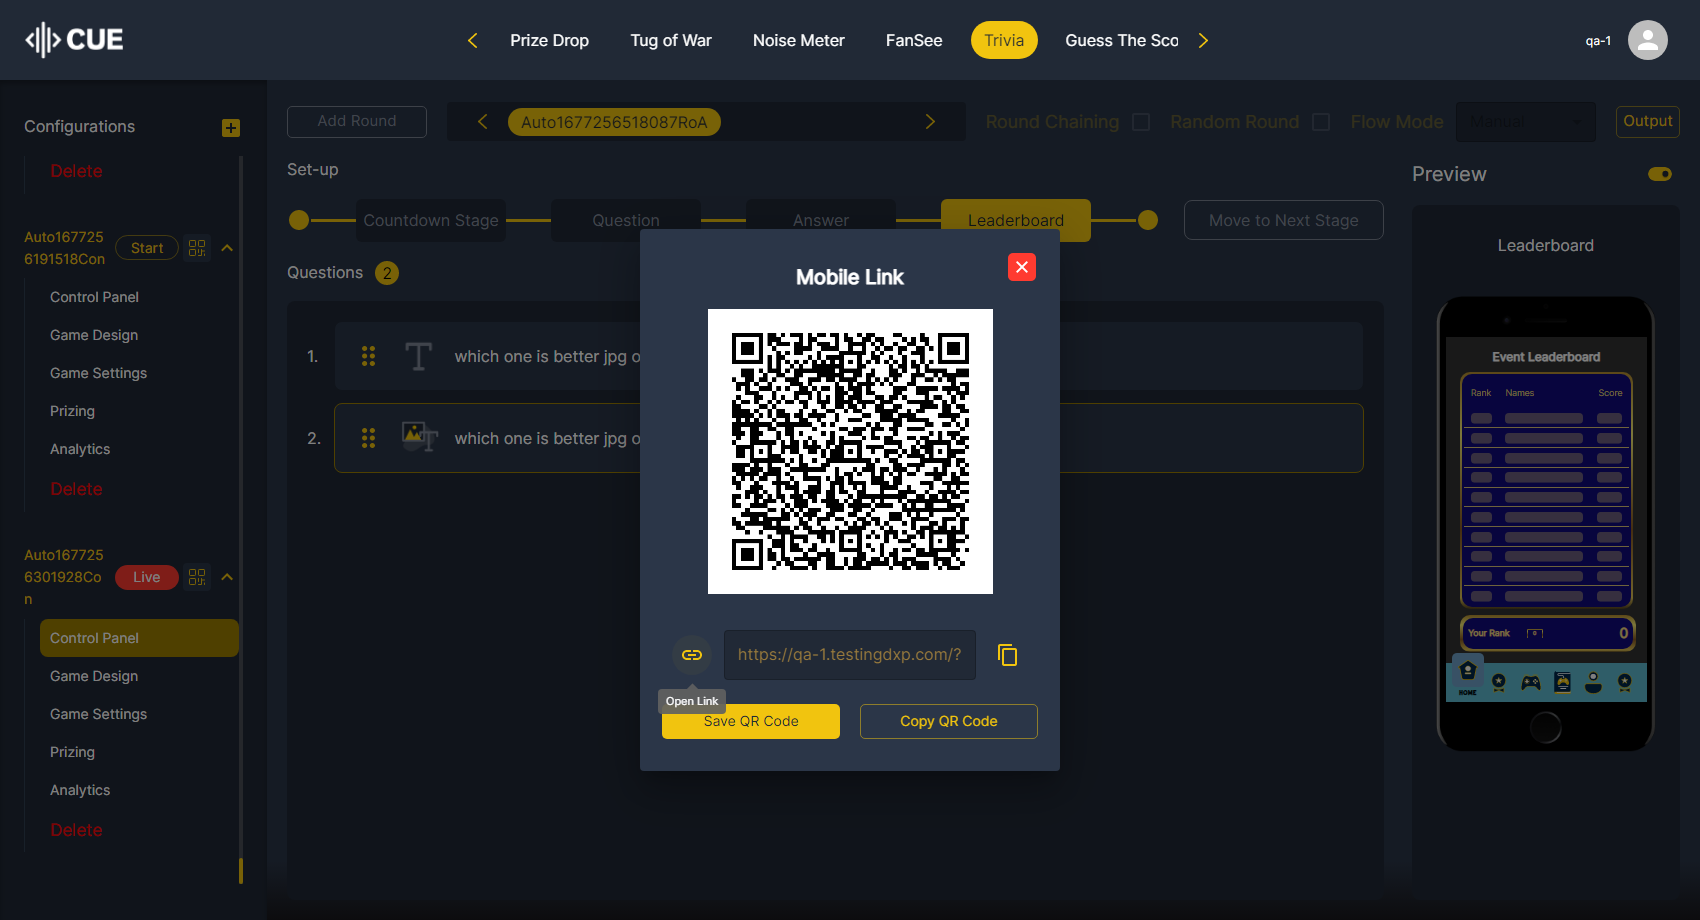 CUE
Prize Drop
Tug of War
Noise Meter
FanSee
Trivia
Guess The Sco
qa-1
Configurations
Delete
Auto167725
6191518Con
Start
Control Panel
Game Design
Game Settings
Prizing
Analytics
Delete
Auto167725
6301928Co
n
Live
Control Panel
Game Design
Game Settings
Prizing
Analytics
Delete
Add Round
Auto1677256518087RoA
Round Chaining
Random Round
Flow Mode
Manual
Output
Set-up
Countdown Stage
Question
Answer
Leaderboard
Move to Next Stage
Questions
2
1.
which one is better jpg o
2.
which one is better jpg o
Mobile Link
https://qa-1.testingdxp.com/?
Open Link
Save QR Code
Copy QR Code
Preview
Leaderboard
Event Leaderboard
Rank Names Score
Your Rank
0
0
HOME